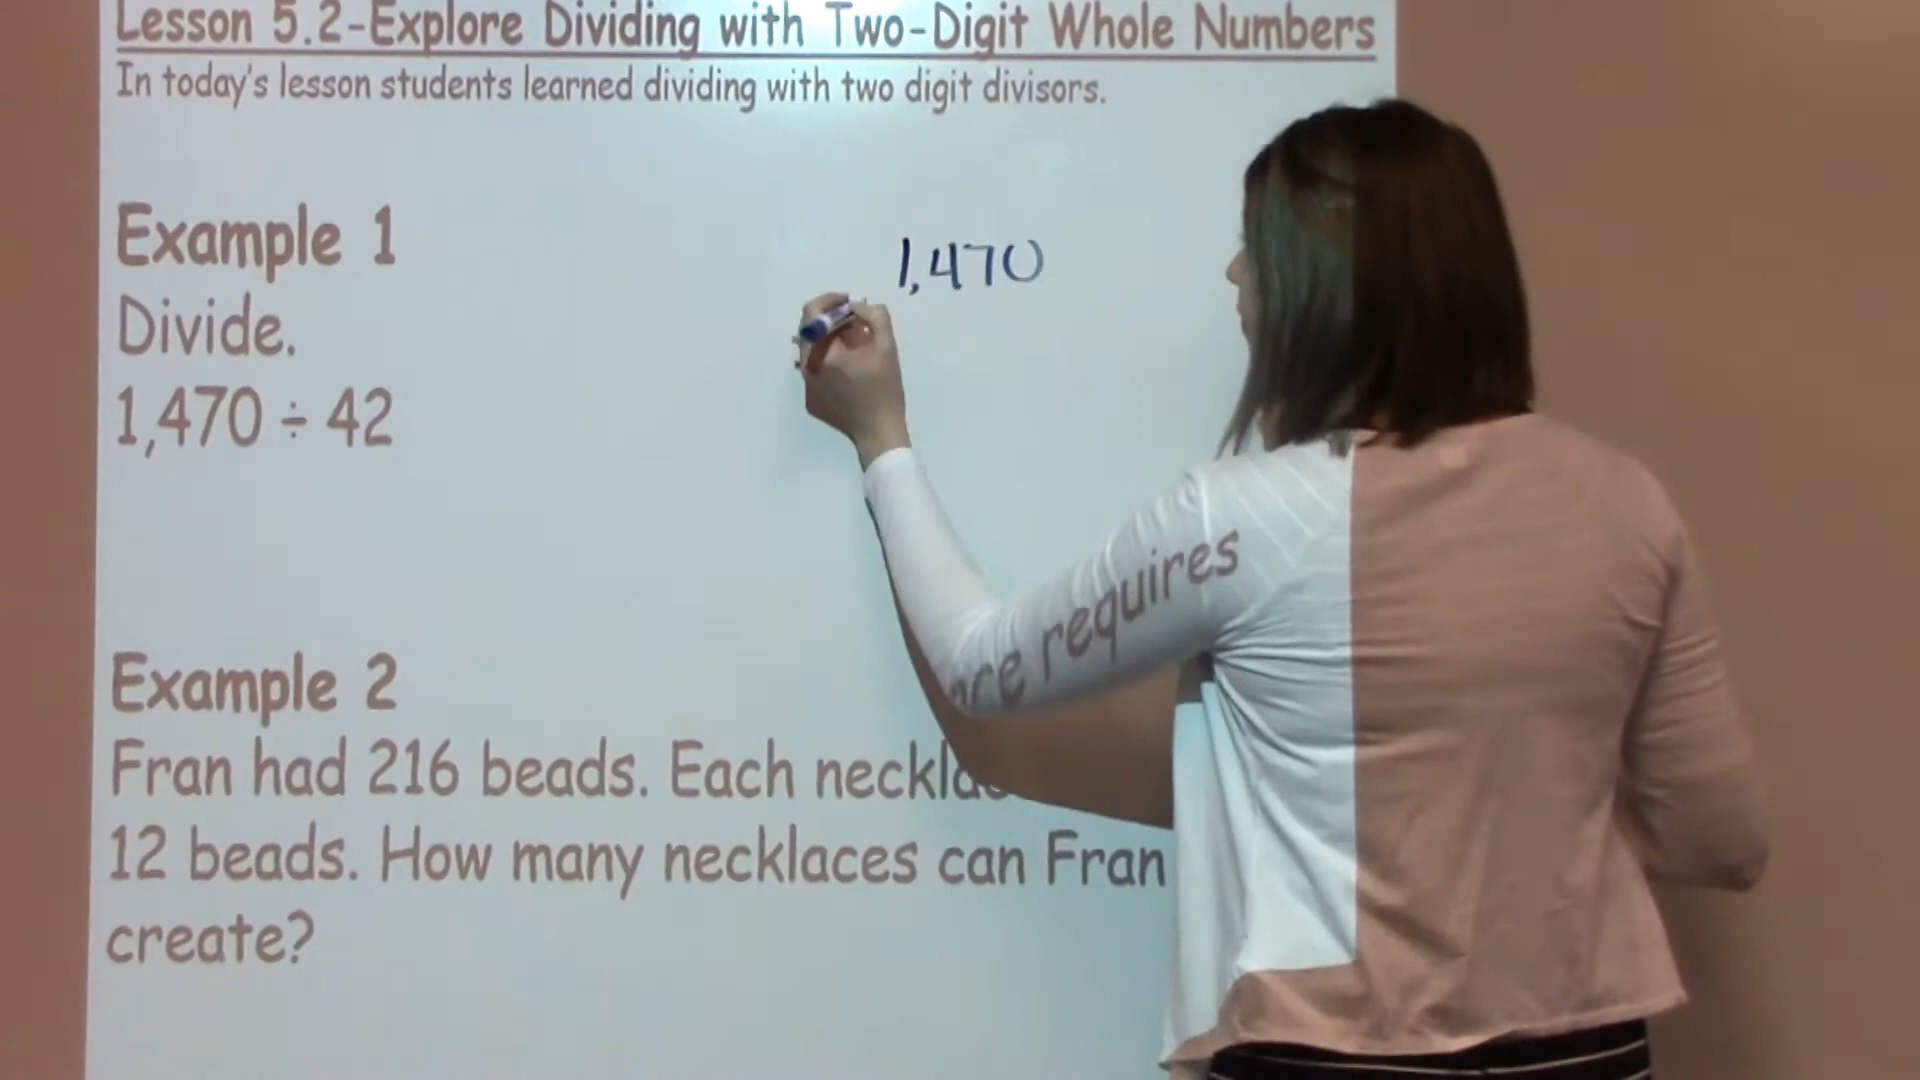 Lesson 5.2-Explore Dividing with Two-Digit Whole Numbers
In today's lesson students learned dividing with two digit divisors.
Example 1
Divide.
1,470 ÷ 42
1,470
Example 2
Fran had 216 beads. Each requires
12 beads. How many necklaces can Fran
create?